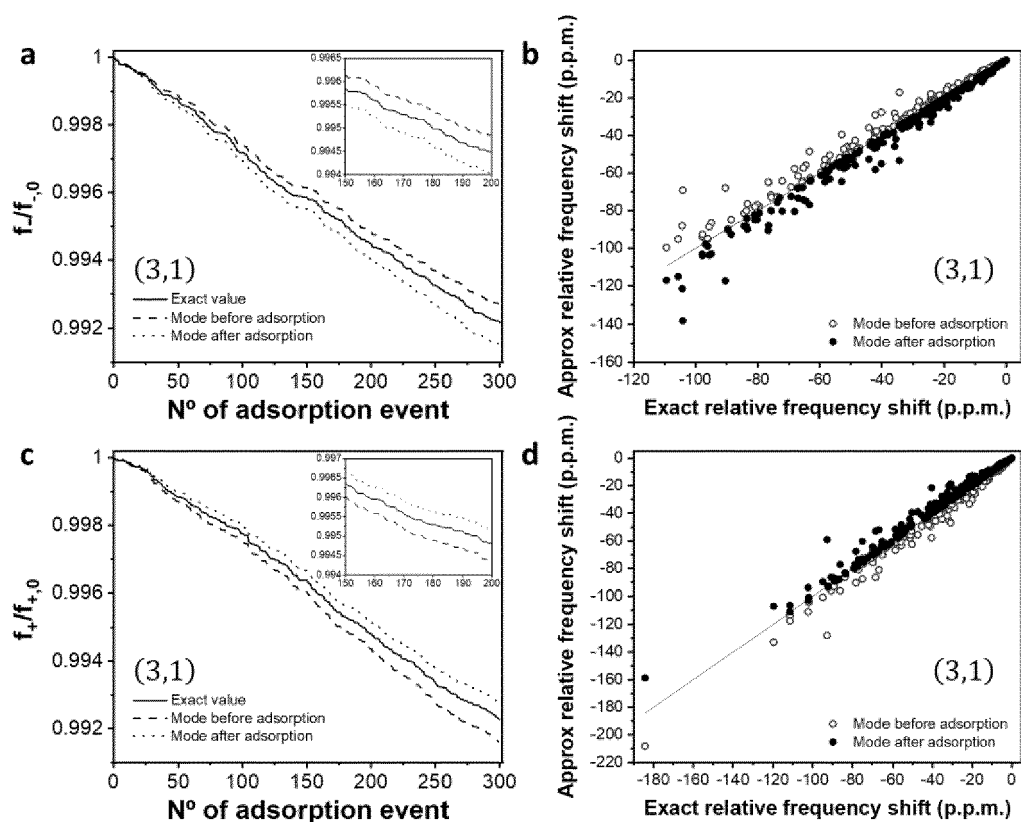 a
f₋/f₋,₀
1
0.998
0.996
0.994
0.992
0.9965
0.996
0.9955
0.995
0.9945
0.994
150 160 170 180 190 200
(3,1)
Exact value
Mode before adsorption
Mode after adsorption
0 50 100 150 200 250 300
Nº of adsorption event
b
Approx relative frequency shift (p.p.m.)
0
-20
-40
-60
-80
-100
-120
-140
-160
(3,1)
Mode before adsorption
Mode after adsorption
-120 -100 -80 -60 -40 -20 0
Exact relative frequency shift (p.p.m.)
c
f₊/f₊,₀
1
0.998
0.996
0.994
0.992
0.997
0.9965
0.996
0.9955
0.995
0.9945
0.994
150 160 170 180 190 200
(3,1)
Exact value
Mode before adsorption
Mode after adsorption
0 50 100 150 200 250 300
Nº of adsorption event
d
Approx relative frequency shift (p.p.m.)
0
-20
-40
-60
-80
-100
-120
-140
-160
-180
-200
-220
(3,1)
Mode before adsorption
Mode after adsorption
-180 -160 -140 -120 -100 -80 -60 -40 -20 0
Exact relative frequency shift (p.p.m.)